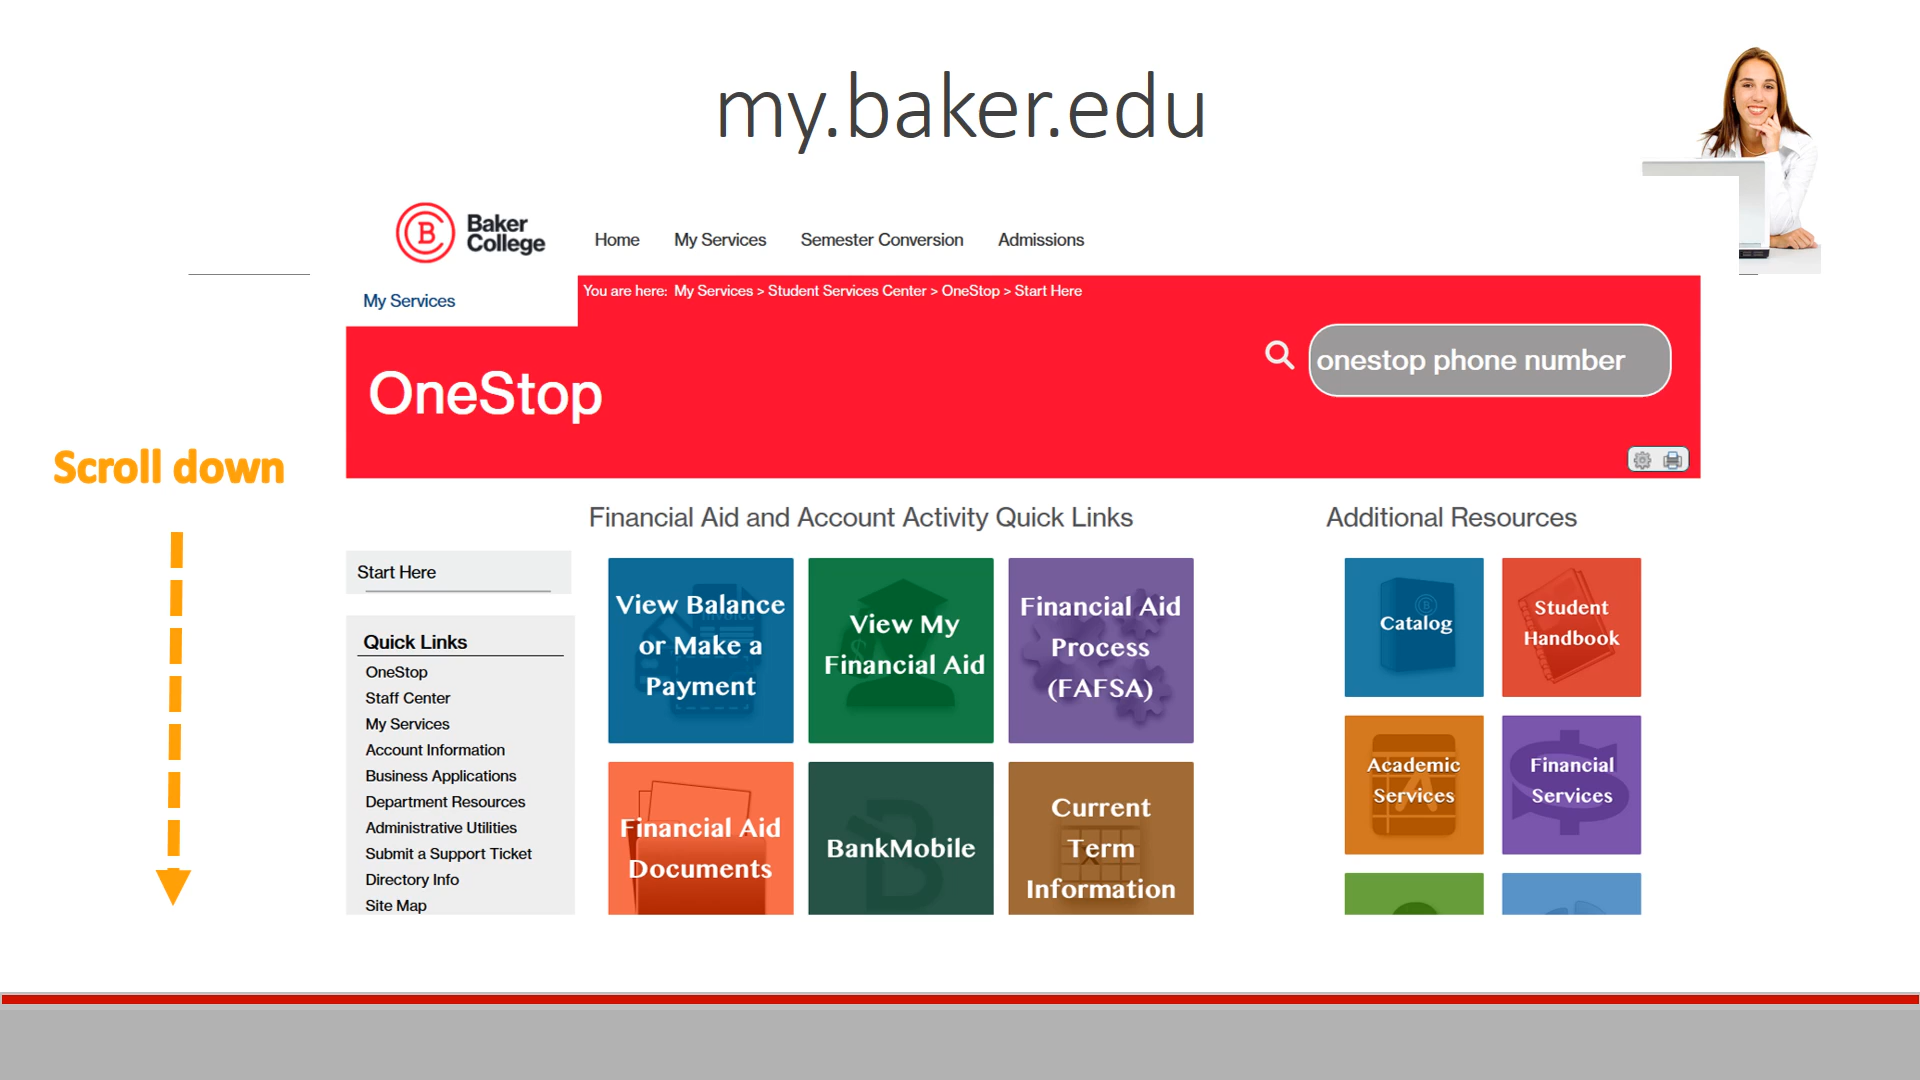 my.baker.edu
Baker
College
Home My Services Semester Conversion Admissions
My Services
You are here: My Services > Student Services Center > OneStop > Start Here
OneStop
onestop phone number
Scroll down
Financial Aid and Account Activity Quick Links
Additional Resources
Start Here
Quick Links
OneStop
Staff Center
My Services
Account Information
Business Applications
Department Resources
Administrative Utilities
Submit a Support Ticket
Directory Info
Site Map
View Balance
or Make a
Payment
View My
Financial Aid
Financial Aid
Process
(FAFSA)
Financial Aid
Documents
BankMobile
Current
Term
Information
Catalog
Student
Handbook
Academic
Services
Financial
Services